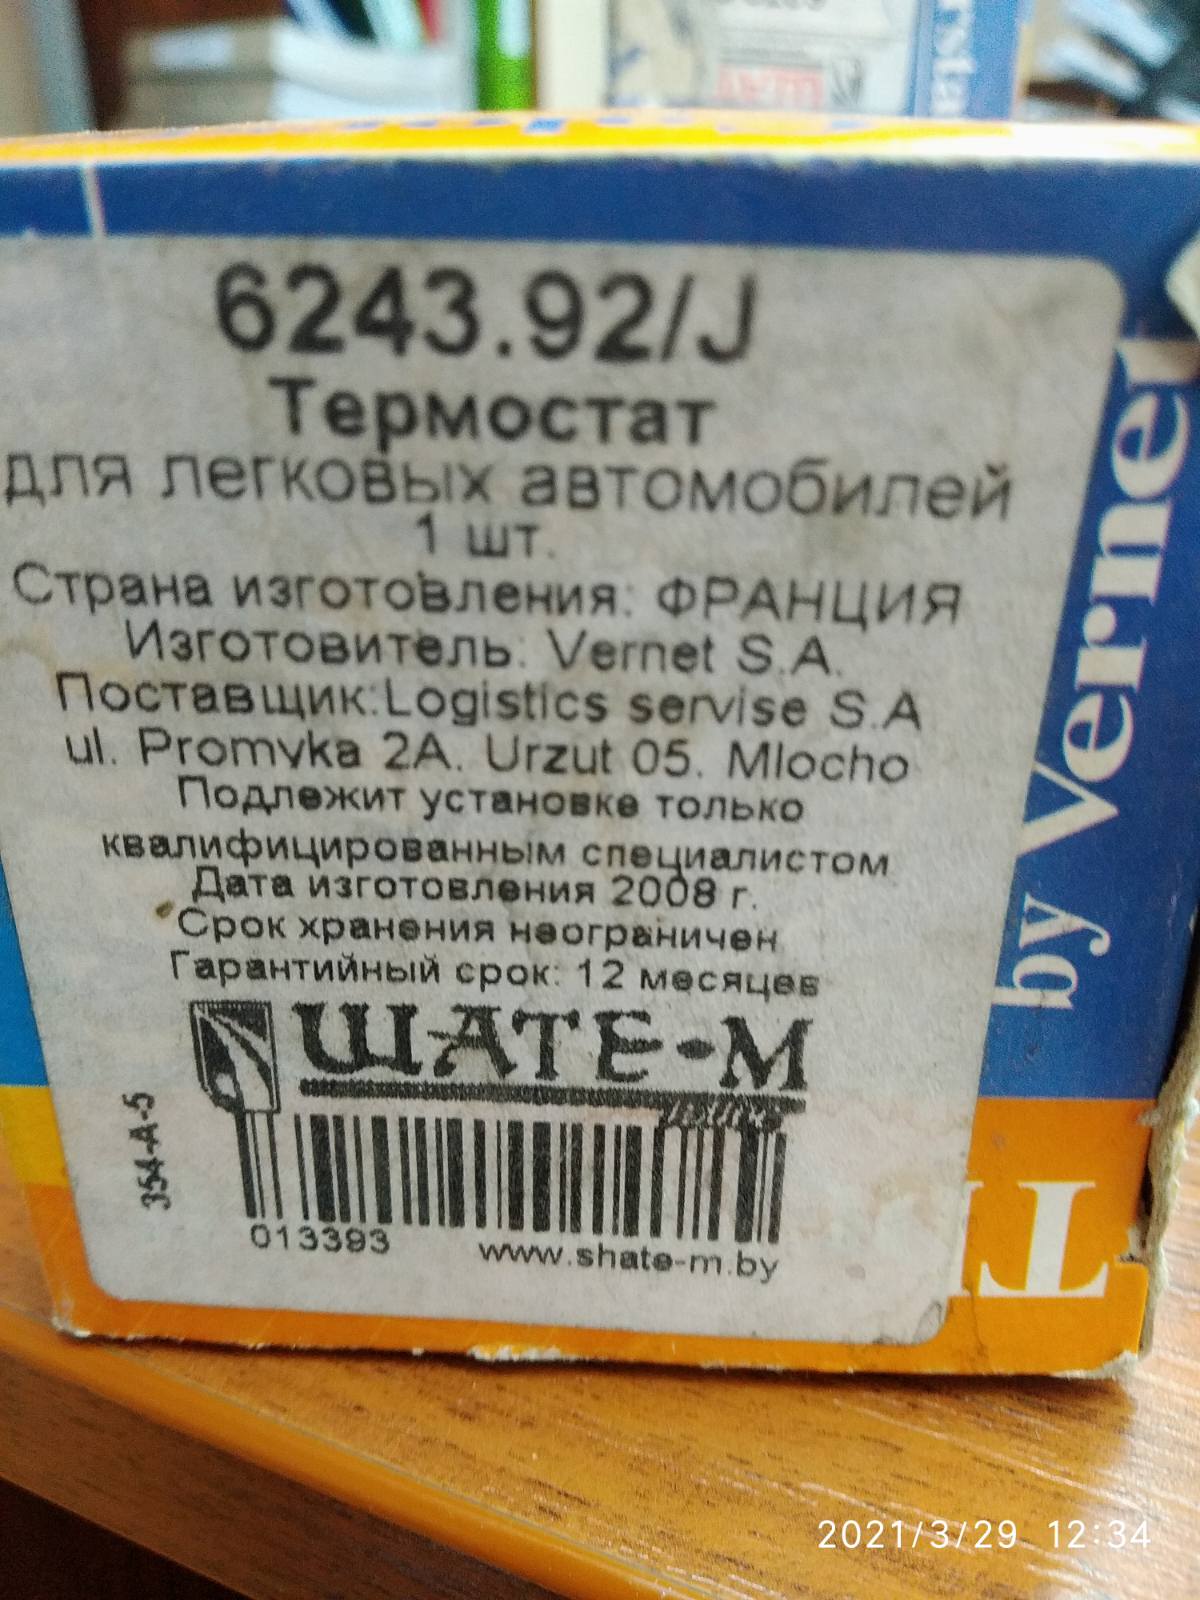 6243.92/J
Термостат
для легковых автомобилей
1 шт.
Страна изготовления: ФРАНЦИЯ
Изготовитель: Vernet S.A.
Поставщик:Logistics servise S.A
ul. Promyka 2A. Urzut 05. Mlocho
Подлежит установке только
квалифицированным специалистом
Дата изготовления 2008 г.
Срок хранения неограничен
Гарантийный срок: 12 месяцев
ШАТЕ-М
354-A-5
013393
www.shate-m.by
by Vernet
2021/3/29 12:34